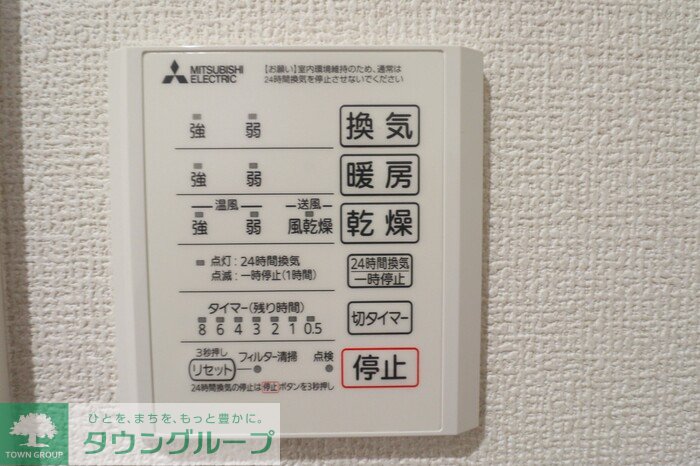 MITSUBISHI
ELECTRIC
【お願い】室内環境維持のため、通常は
24時間換気を停止させないでください
強 弱 換気
強 弱 暖房
温風 送風
強 弱 風乾燥 乾燥
点灯:24時間換気
点滅:一時停止(1時間)
24時間換気
一時停止
タイマー(残り時間)
8 6 4 3 2 1 0.5
切タイマー
3秒押し
リセット フィルター清掃 点検
停止
24時間換気の停止は停止ボタンを3秒押し
ひとを、まちを、もっと豊かに。
タウングループ
TOWN GROUP